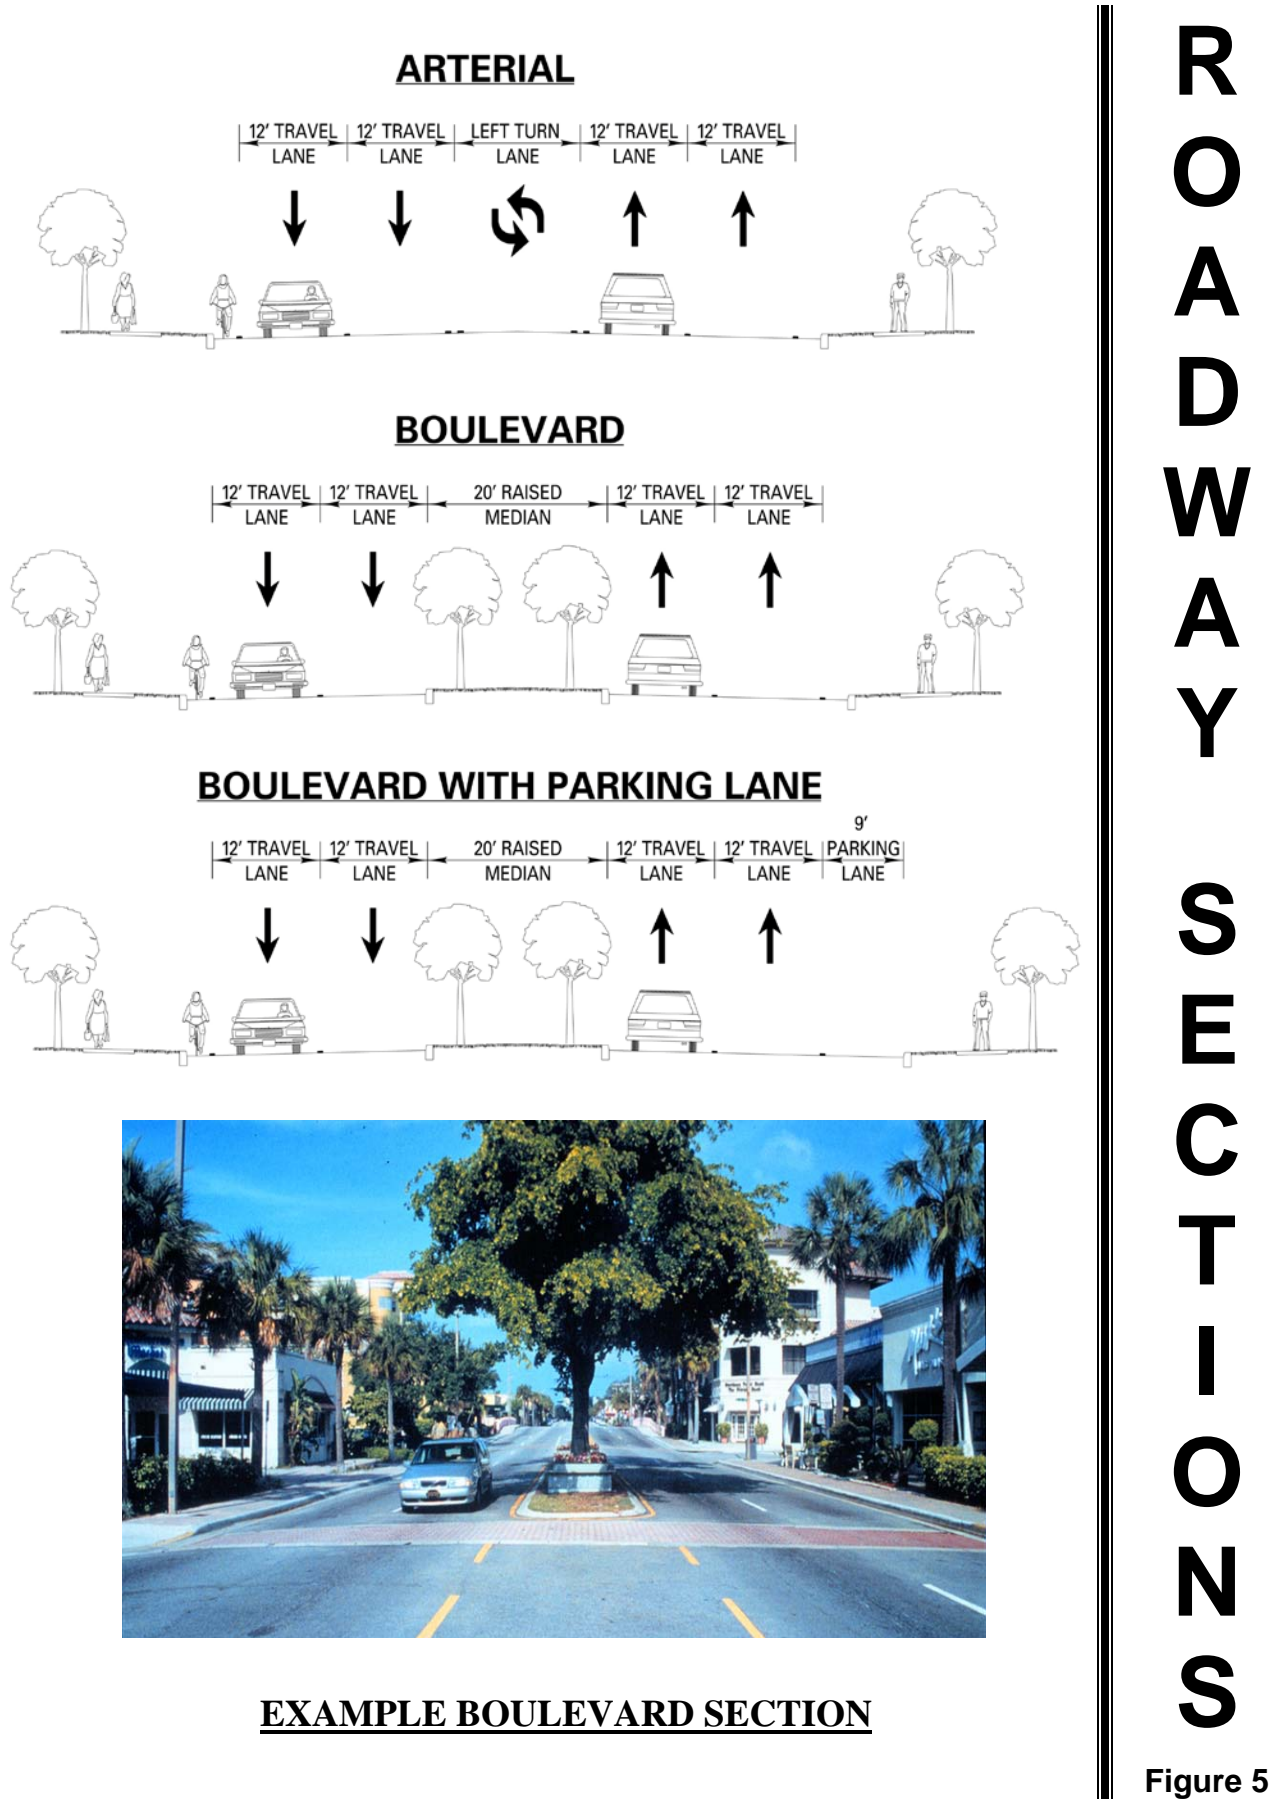 ARTERIAL
12' TRAVEL LANE 12' TRAVEL LANE LEFT TURN LANE 12' TRAVEL LANE 12' TRAVEL LANE
BOULEVARD
12' TRAVEL LANE 12' TRAVEL LANE 20' RAISED MEDIAN 12' TRAVEL LANE 12' TRAVEL LANE
BOULEVARD WITH PARKING LANE
12' TRAVEL LANE 12' TRAVEL LANE 20' RAISED MEDIAN 12' TRAVEL LANE 12' TRAVEL LANE 9' PARKING LANE
EXAMPLE BOULEVARD SECTION
ROADWAY SECTIONS
Figure 5